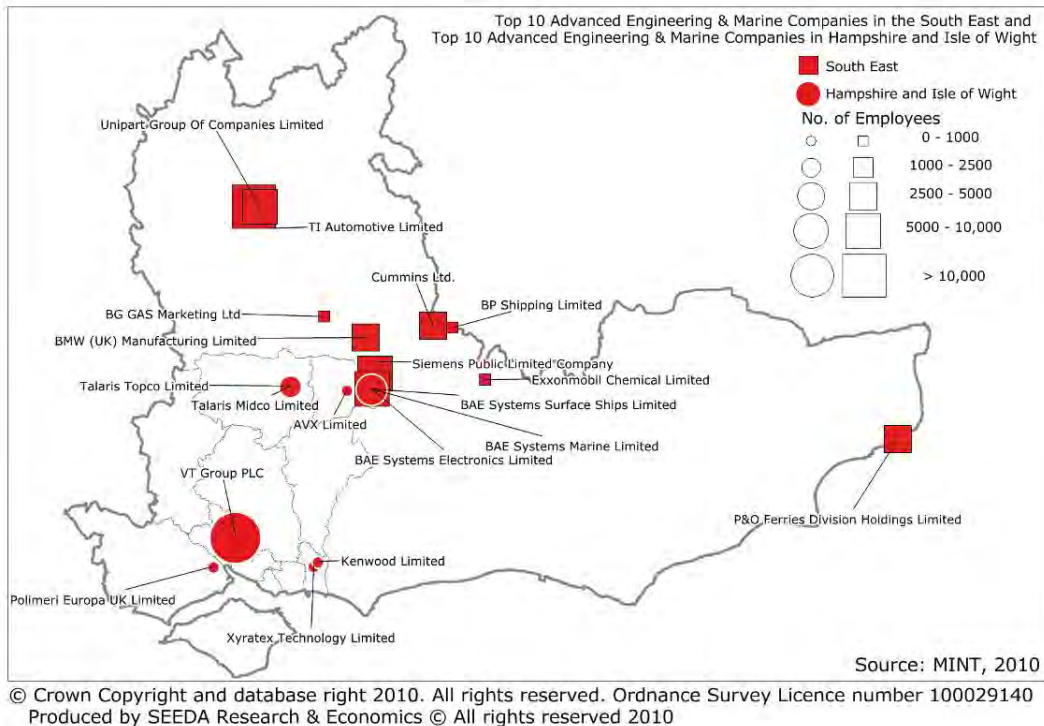 Top 10 Advanced Engineering & Marine Companies in the South East and
Top 10 Advanced Engineering & Marine Companies in Hampshire and Isle of Wight
South East
Hampshire and Isle of Wight
No. of Employees
0 - 1000
1000 - 2500
2500 - 5000
5000 - 10,000
> 10,000
Unipart Group Of Companies Limited
TI Automotive Limited
Cummins Ltd.
BP Shipping Limited
BG GAS Marketing Ltd
BMW (UK) Manufacturing Limited
Siemens Public Limited Company
Exxonmobil Chemical Limited
Talaris Topco Limited
Talaris Midco Limited
BAE Systems Surface Ships Limited
AVX Limited
BAE Systems Marine Limited
BAE Systems Electronics Limited
VT Group PLC
P&O Ferries Division Holdings Limited
Kenwood Limited
Polimeri Europa UK Limited
Xyratex Technology Limited
Source: MINT, 2010
© Crown Copyright and database right 2010. All rights reserved. Ordnance Survey Licence number 100029140
Produced by SEEDA Research & Economics © All rights reserved 2010